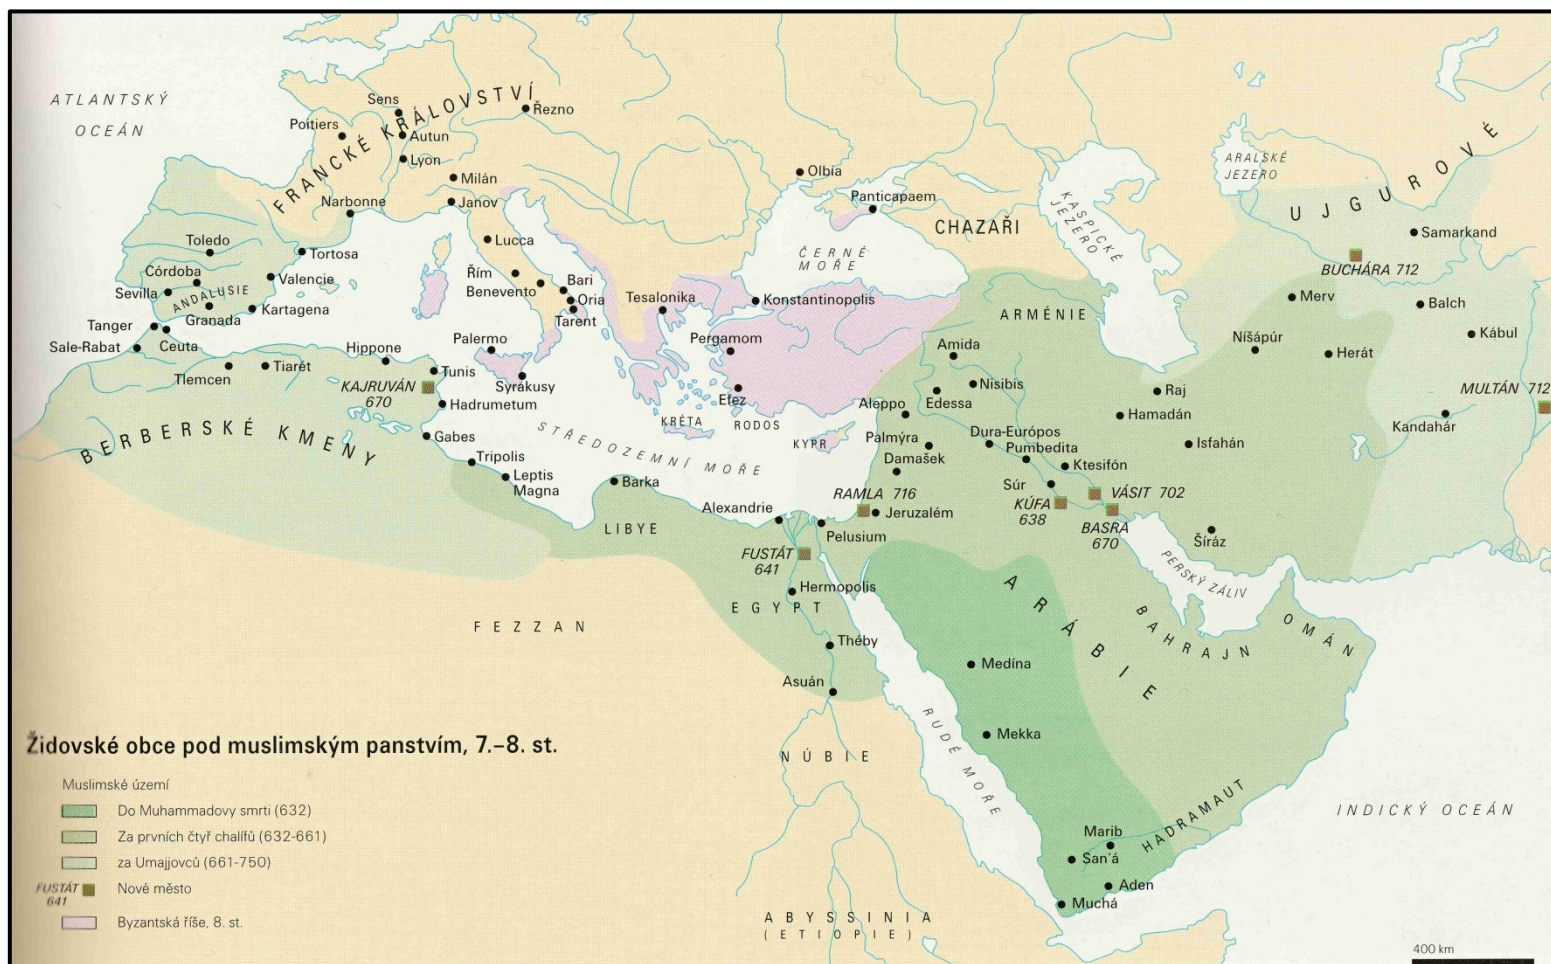 ATLANTSKÝ
OCEÁN
FRANCKÉ KRÁLOVSTVÍ
Sens
Řezno
Poitiers
Autun
Lyon
Milán
Janov
Narbonne
Lucca
Toledo
Tortosa
Córdoba
Valencie
Sevilla
ANDALUSIE
Granada
Kartagena
Řím
Benevento
Bari
Oria
Tarent
Tanger
Ceuta
Sale-Rabat
Tlemcen
Tiarét
Hippone
Tunis
KAJRUVÁN
670
Hadrumetum
Palermo
Syrákusy
Gabes
BERBERSKÉ KMENY
Tripolis
Leptis
Magna
STŘEDOZEMNÍ MOŘE
Barka
LIBYE
FEZZAN
Olbía
Panticapaem
CHAZAŘI
ČERNÉ
MOŘE
Tesalonika
Konstantinopolis
Pergamom
Efez
KRÉTA
RODOS
KYPR
KASPICKÉ
JEZERO
ARALSKÉ
JEZERO
UJGUROVÉ
Samarkand
BUCHÁRA 712
Merv
Balch
Kábul
Níšápúr
Herát
MULTÁN 712
Kandahár
ARMÉNIE
Amida
Nisibis
Edessa
Aleppo
Raj
Hamadán
Isfahán
Palmýra
Damašek
Dura-Európos
Pumbedita
Ktesifón
Súr
KÚFA
638
VÁSIT 702
BASRA
670
Šíráz
RAMLA 716
Jeruzalém
Alexandrie
Pelusium
FUSTÁT
641
Hermopolis
EGYPT
Théby
Asuán
NÚBIE
RUDÉ MOŘE
ARÁBIE
PERSKÝ ZÁLIV
BAHRAJN
OMÁN
Medína
Mekka
HADRAMAUT
Marib
San'á
Aden
Muchá
INDICKÝ OCEÁN
ABYSSINIA
(ETIOPIE)
Židovské obce pod muslimským panstvím, 7.–8. st.
Muslimské území
Do Muhammadovy smrti (632)
Za prvních čtyř chalífů (632-661)
za Umajjovců (661-750)
FUSTÁT
641
Nové město
Byzantská říše, 8. st.
400 km